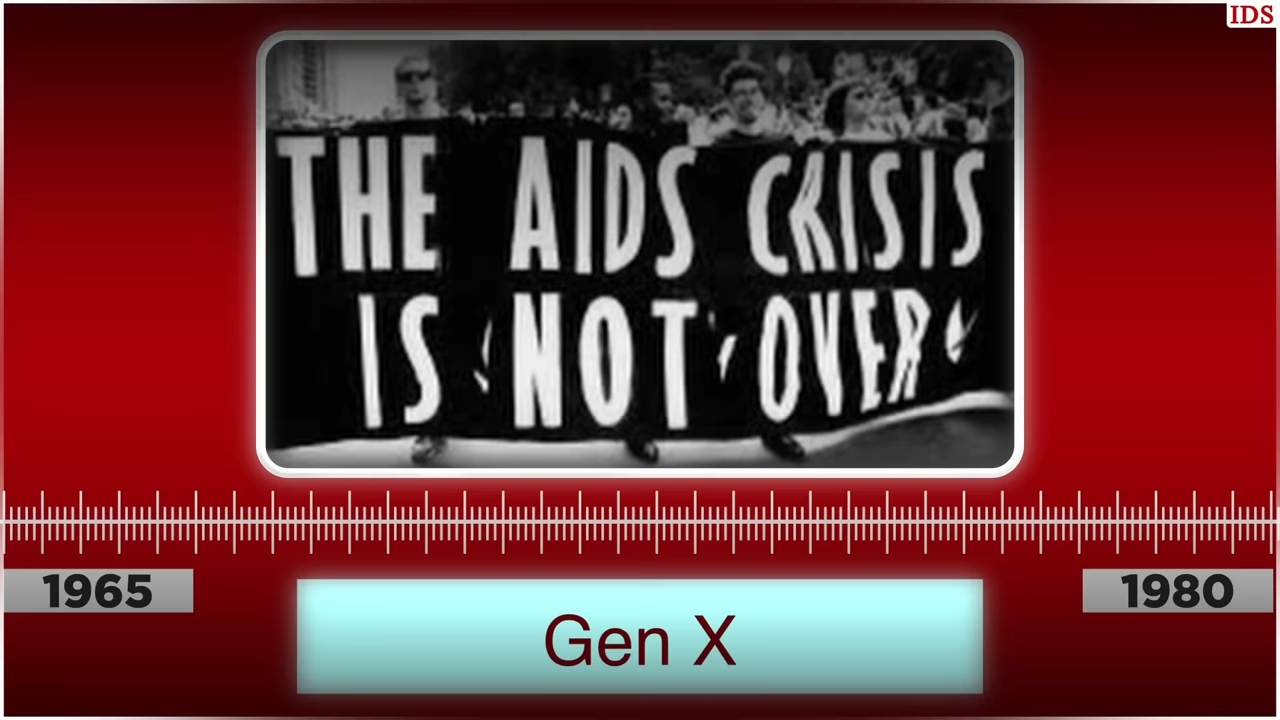 IDS
THE AIDS CRISIS
IS NOT OVER
1965
1980
Gen X